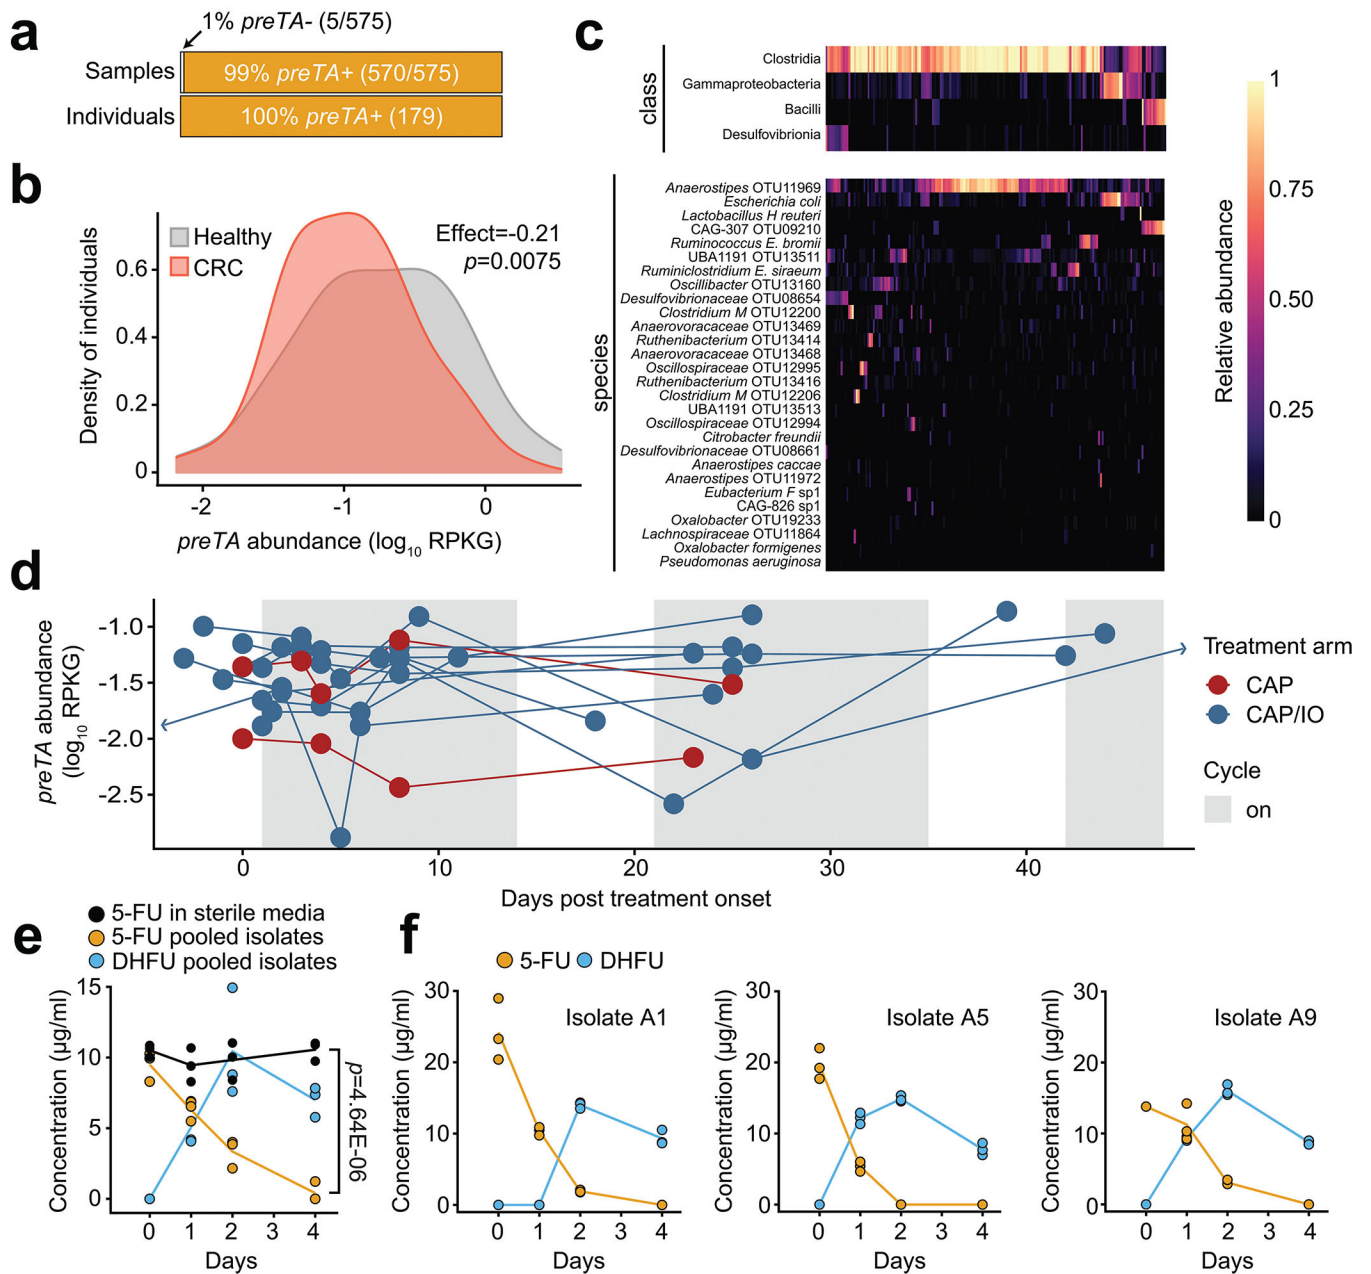 a
1% preTA- (5/575)
Samples
99% preTA+ (570/575)
Individuals
100% preTA+ (179)
b
Density of individuals
0.6
0.4
0.2
0
Healthy
CRC
Effect=-0.21
p=0.0075
-2
-1
0
preTA abundance (log10 RPKG)
c
class
Clostridia
Gammaproteobacteria
Bacilli
Desulfovibrionia
species
Anaerostipes OTU11969
Escherichia coli
Lactobacillus H reuteri
CAG-307 OTU09210
Ruminococcus E. bromii
UBA1191 OTU13511
Ruminiclostridium E. siraeum
Oscillibacter OTU13160
Desulfovibrionaceae OTU08654
Clostridium M OTU12200
Anaerovoracaceae OTU13469
Ruthenibacterium OTU13414
Anaerovoracaceae OTU13468
Oscillospiraceae OTU12995
Ruthenibacterium OTU13416
Clostridium M OTU12206
UBA1191 OTU13513
Oscillospiraceae OTU12994
Citrobacter freundii
Desulfovibrionaceae OTU08661
Anaerostipes caccae
Anaerostipes OTU11972
Eubacterium F sp1
CAG-826 sp1
Oxalobacter OTU19233
Lachnospiraceae OTU11864
Oxalobacter formigenes
Pseudomonas aeruginosa
Relative abundance
1
0.75
0.50
0.25
0
d
preTA abundance
(log10 RPKG)
-1.0
-1.5
-2.0
-2.5
0
10
20
30
40
Days post treatment onset
Treatment arm
CAP
CAP/IO
Cycle
on
e
5-FU in sterile media
5-FU pooled isolates
DHFU pooled isolates
Concentration (µg/ml)
15
10
5
0
p=4.64E-06
0
1
2
3
4
Days
f
5-FU
DHFU
Concentration (µg/ml)
30
20
10
0
Isolate A1
0
1
2
3
4
Days
Concentration (µg/ml)
30
20
10
0
Isolate A5
0
1
2
3
4
Days
Concentration (µg/ml)
30
20
10
0
Isolate A9
0
1
2
3
4
Days